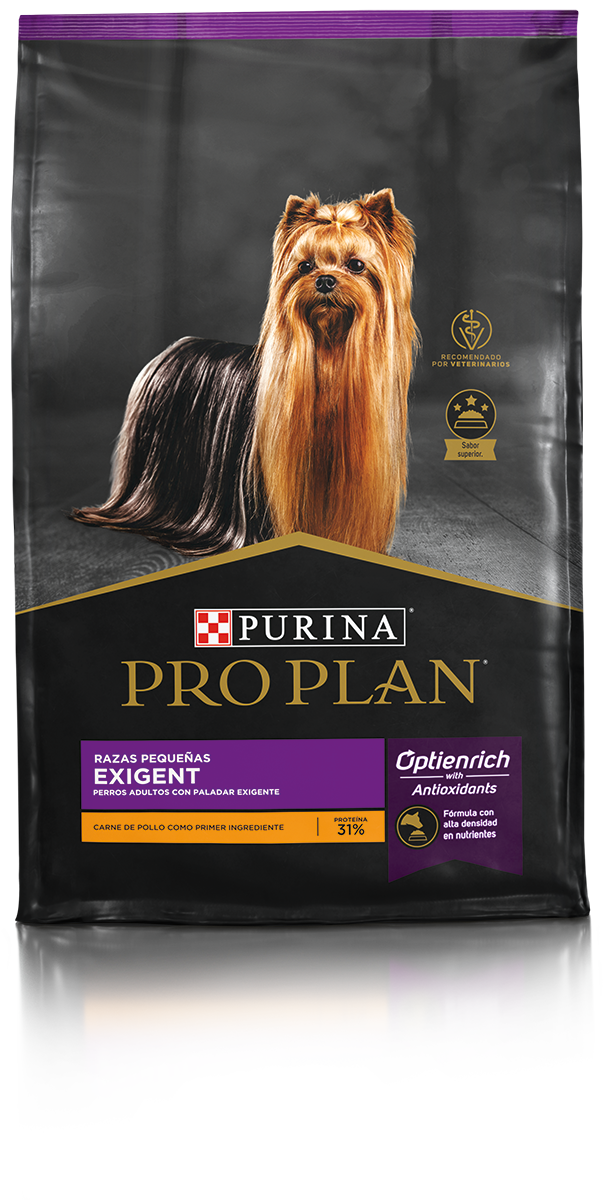 RECOMENDADO
POR VETERINARIOS
Sabor
superior.
PURINA®
PRO PLAN®
RAZAS PEQUEÑAS
EXIGENT
PERROS ADULTOS CON PALADAR EXIGENTE
CARNE DE POLLO COMO PRIMER INGREDIENTE
PROTEÍNA
31%
Optienrich
with
Antioxidants
Fórmula con
alta densidad
en nutrientes